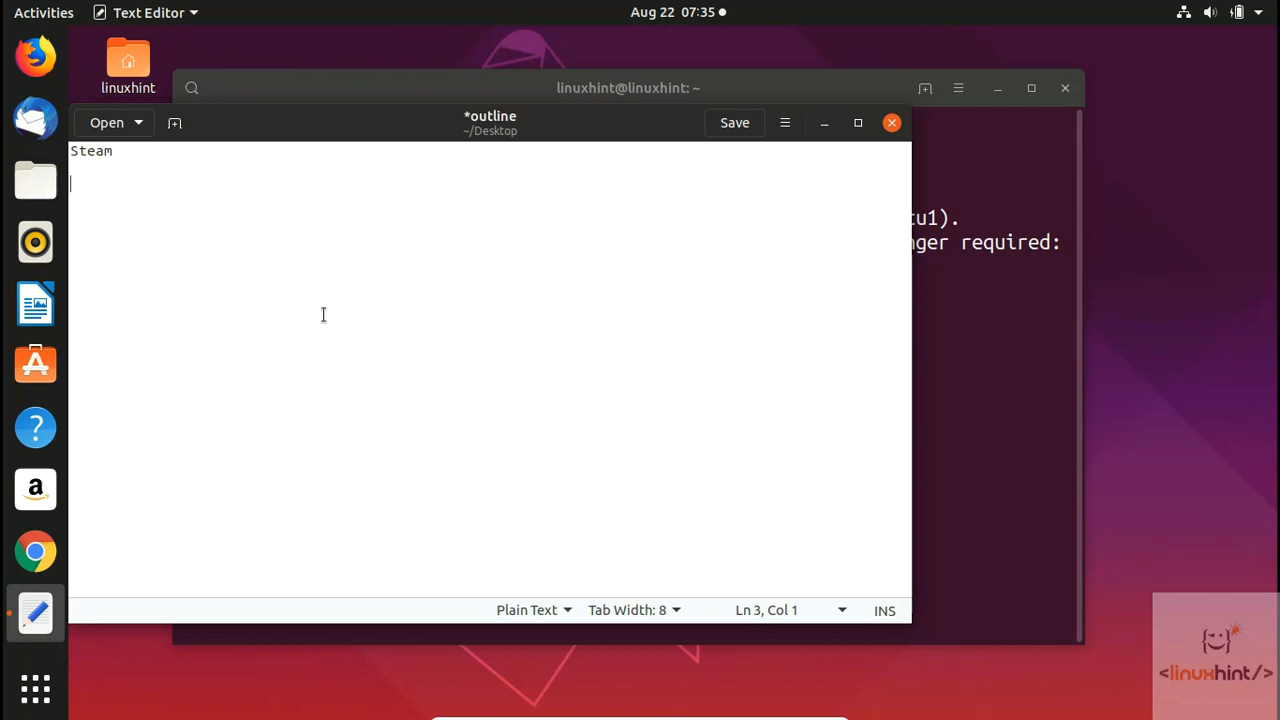 Activities Text Editor Aug 22 07:35
linuxhint
linuxhint@linuxhint: ~
Open *outline Save
~/Desktop
Steam
tu1).
nger required:
Plain Text Tab Width: 8 Ln 3, Col 1 INS
<linuxhint/>